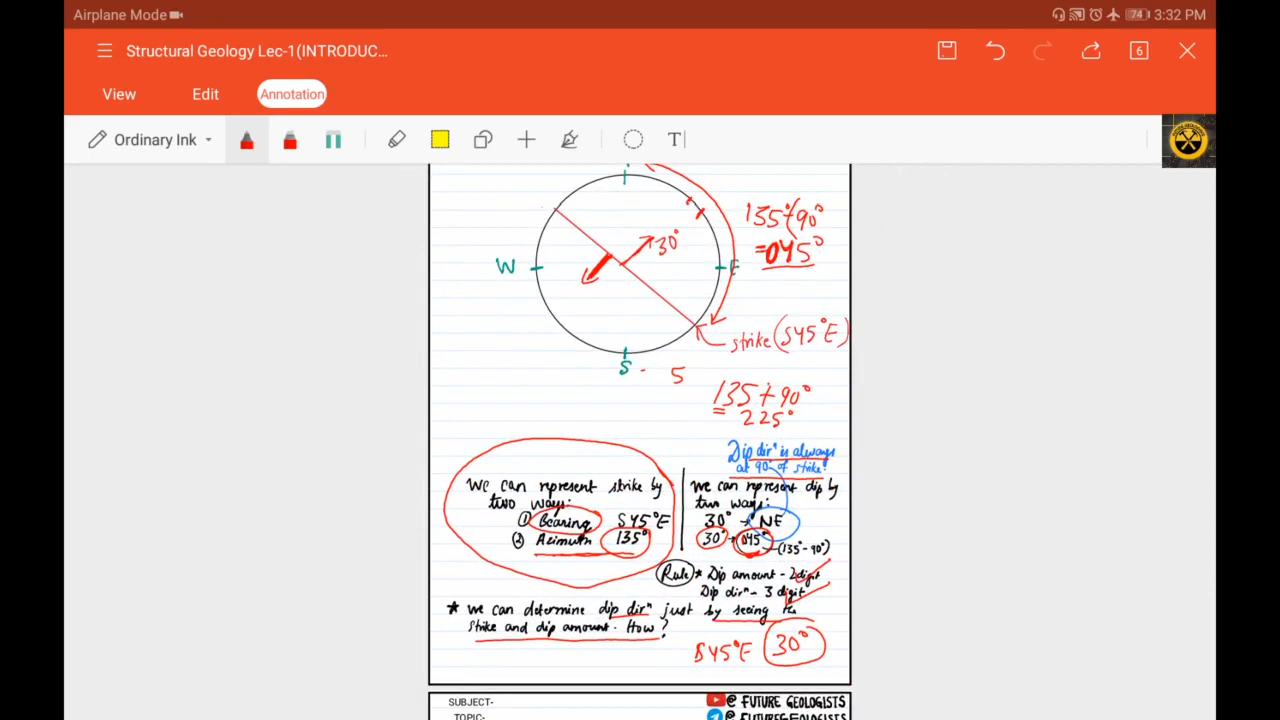 Airplane Mode
74 3:32 PM
Structural Geology Lec-1(INTRODUC...
6
View
Edit
Annotation
Ordinary Ink
T
W
E
S
30°
135°-90°
=045°
strike (S45°E)
5
135+90°
225°
Dip dirⁿ is always
at 90° of strike!
We can represent strike by
two ways:
① Bearing S45°E
② Azimuth 135°
We can represent dip by
two ways:
30° → NE
30° → 045°
(135°-90°)
Rule * Dip amount - 2 digit
Dip dirⁿ - 3 digit
* We can determine dip dirⁿ just by seeing the
strike and dip amount. How?
S45°E 30°
SUBJECT-
TOPIC-
@ FUTURE GEOLOGISTS
@ FUTURE GEOLOGISTS